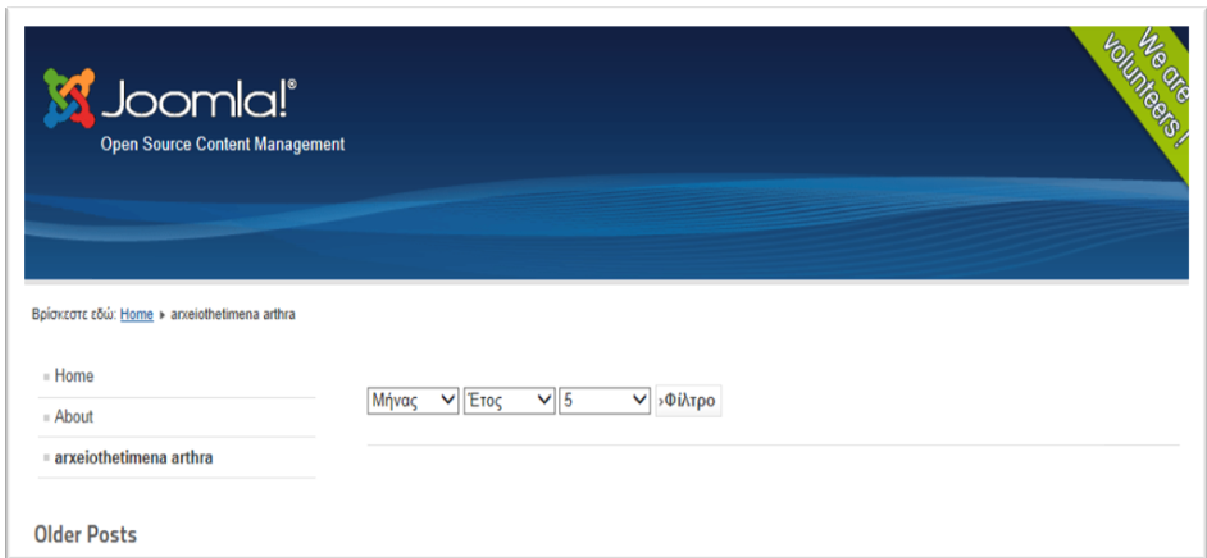 Joomla!®
Open Source Content Management
We are
volunteers!
Βρίσκεστε εδώ: Home ▸ arxeiothetimena arthra
Home
About
arxeiothetimena arthra
Μήνας Έτος 5 ›Φίλτρο
Older Posts